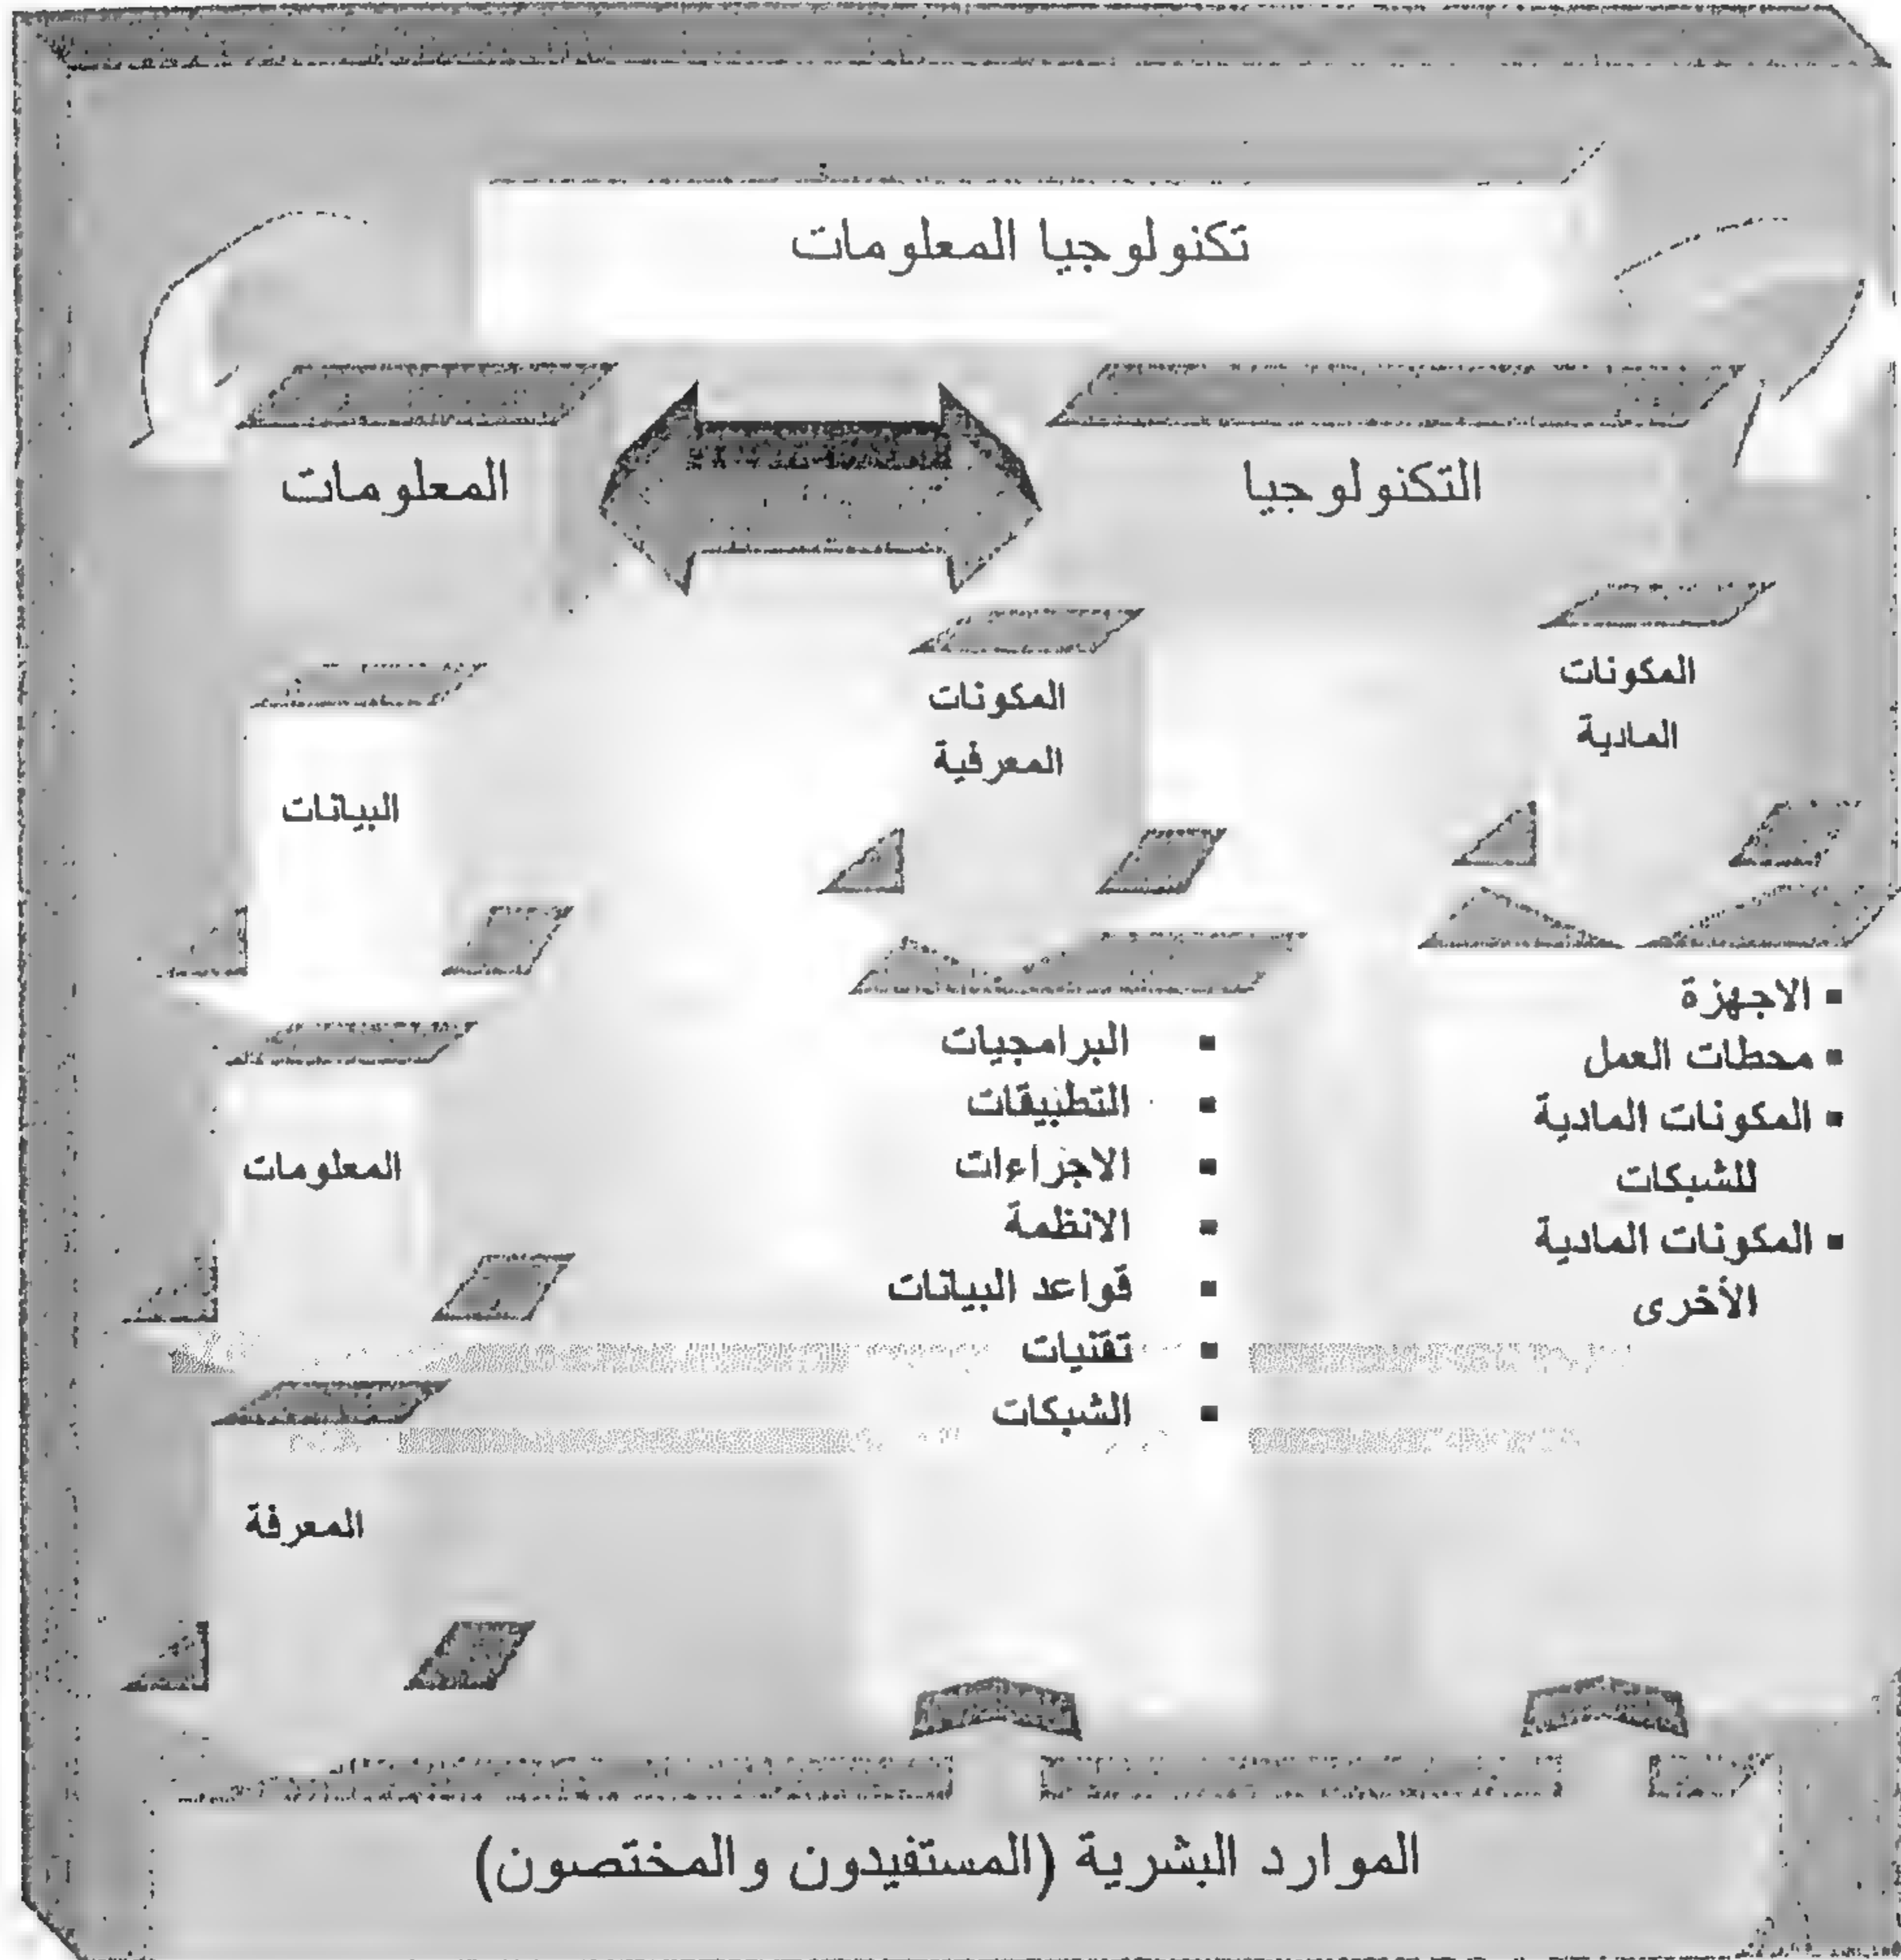 تكنولوجيا المعلومات
التكنولوجيا
المعلومات
المكونات
المادية
الاجهزة
محطات العمل
المكونات المادية
للشبكات
المكونات المادية
الأخرى
المكونات
المعرفية
البرامجيات
التطبيقات
الاجراءات
الانظمة
قواعد البيانات
تقنيات
الشبكات
البيانات
المعلومات
المعرفة
الموارد البشرية (المستفيدون والمختصون)